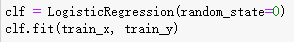 clf = LogisticRegression(random_state=0)
clf.fit(train_x, train_y)